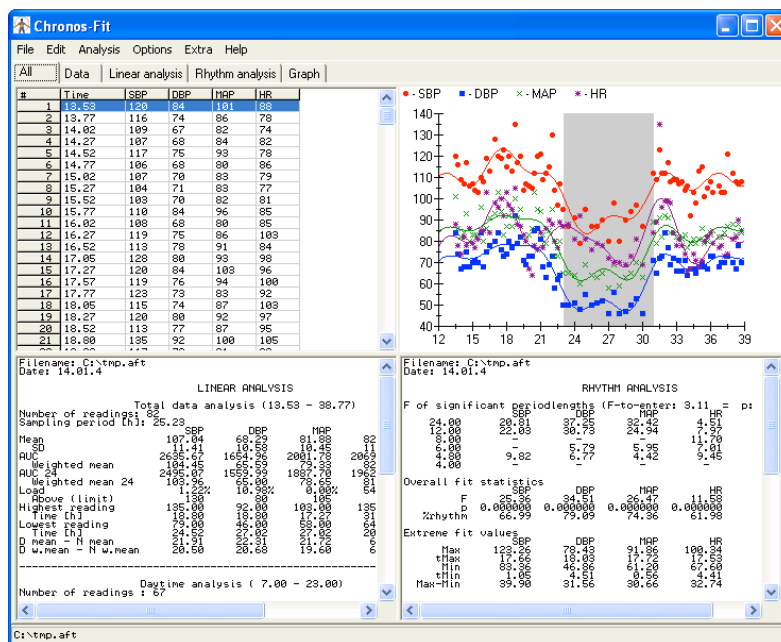 Chronos-Fit
File Edit Analysis Options Extra Help
All Data Linear analysis Rhythm analysis Graph
# Time SBP DBP MAP HR
1 13.53 120 84 101 88
2 13.77 116 74 86 78
3 14.02 109 67 82 74
4 14.27 107 68 84 82
5 14.52 117 75 93 78
6 14.77 106 68 80 86
7 15.02 107 70 83 79
8 15.27 104 71 83 77
9 15.52 103 70 82 81
10 15.77 110 84 96 85
11 16.02 108 68 80 85
12 16.27 119 75 86 103
13 16.52 113 78 91 84
14 17.05 128 80 93 98
15 17.27 120 84 103 96
16 17.57 119 76 94 100
17 17.77 123 73 83 92
18 18.05 115 74 87 103
19 18.27 120 80 92 97
20 18.52 113 77 87 95
21 18.80 135 92 100 105
- SBP - DBP - MAP - HR
140
130
120
110
100
90
80
70
60
50
40
12 15 18 21 24 27 30 33 36 39
Filename: C:\tmp.aft
Date: 14.01.4
LINEAR ANALYSIS
Total data analysis (13.53 - 38.77)
Number of readings: 82
Sampling period [h]: 25.23
SBP DBP MAP
Mean 107.04 68.29 81.88 82
SD 11.41 10.58 10.45 11
AUC 2635.67 1654.96 2001.78 2069
Weighted mean 104.45 65.59 79.33 82
AUC 24 2495.07 1559.99 1887.70 1962
Weighted mean 24 103.96 65.00 78.65 81
Load 1.22% 10.98% 0.00% 54
Above (limit) 130 80 105
Highest reading 135.00 92.00 103.00 135
Time [h] 18.80 18.80 17.27 31
Lowest reading 79.00 46.00 58.00 64
Time [h] 24.52 27.02 27.02 20
D mean - N mean 21.91 22.31 21.72 6
D w.mean - N w.mean 20.50 20.68 19.60 6
Daytime analysis ( 7.00 - 23.00)
Number of readings : 67
Filename: C:\tmp.aft
Date: 14.01.4
RHYTHM ANALYSIS
F of significant periodlengths (F-to-enter: 3.11 = p:
SBP DBP MAP HR
24.00 20.81 37.25 32.42 4.51
12.00 22.03 30.73 24.94 7.97
8.00 - - - 11.70
6.00 - 5.79 5.95 7.01
4.80 9.82 6.77 4.42 9.45
4.00 - - - -
Overall fit statistics
SBP DBP MAP HR
F 25.36 34.51 26.47 11.58
p 0.000000 0.000000 0.000000 0.000000
%rhythm 66.99 79.09 74.36 61.98
Extreme fit values
SBP DBP MAP HR
Max 123.26 78.43 91.86 100.34
tMax 17.66 18.03 17.72 17.53
Min 83.36 46.86 61.20 67.60
tMin 1.05 4.51 0.56 4.41
Max-Min 39.90 31.56 30.66 32.74
C:\tmp.aft